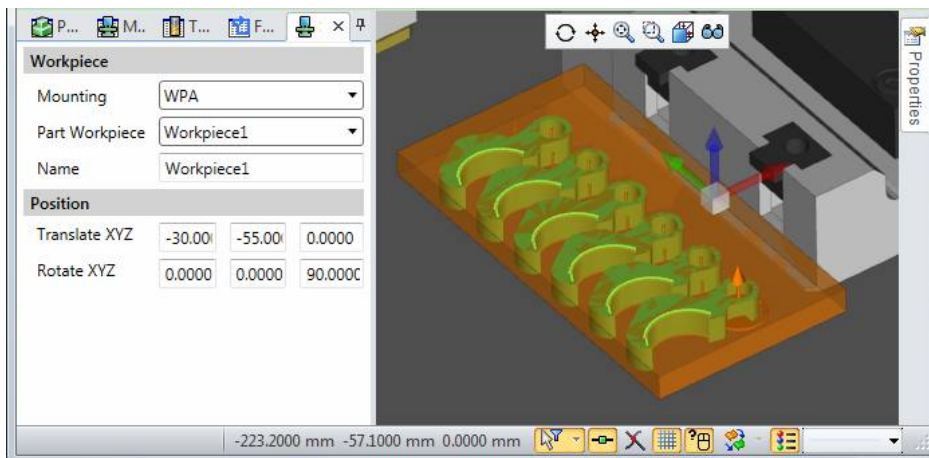 P... M.. T... F...
Workpiece
Mounting WPA
Part Workpiece Workpiece1
Name Workpiece1
Position
Translate XYZ -30.00 -55.00 0.0000
Rotate XYZ 0.0000 0.0000 90.0000
Properties
-223.2000 mm -57.1000 mm 0.0000 mm